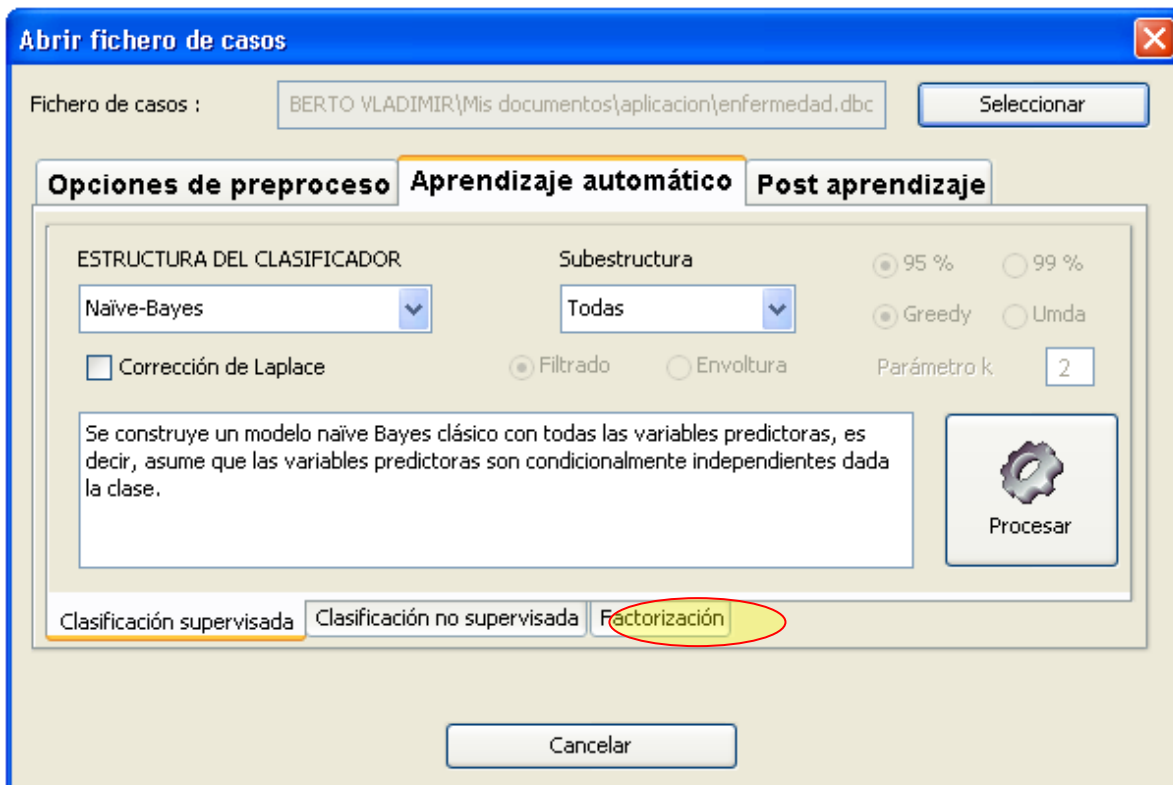 Abrir fichero de casos
Fichero de casos : BERTO VLADIMIR\Mis documentos\aplicacion\enfermedad.dbc Seleccionar
Opciones de preproceso Aprendizaje automático Post aprendizaje
ESTRUCTURA DEL CLASIFICADOR Subestructura 95 % 99 %
Naïve-Bayes Todas Greedy Umda
Corrección de Laplace Filtrado Envoltura Parámetro k 2
Se construye un modelo naïve Bayes clásico con todas las variables predictoras, es
decir, asume que las variables predictoras son condicionalmente independientes dada
la clase.
Procesar
Clasificación supervisada Clasificación no supervisada Factorización
Cancelar